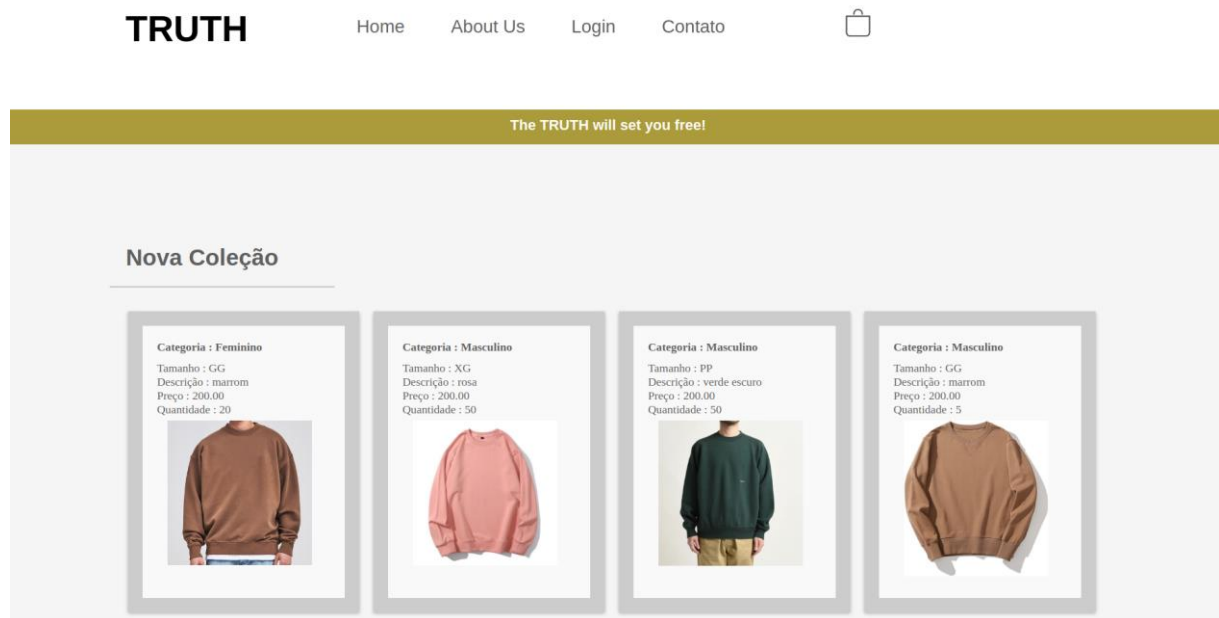 TRUTH
Home About Us Login Contato
The TRUTH will set you free!
Nova Coleção
Categoria : Feminino
Tamanho : GG
Descrição : marrom
Preço : 200.00
Quantidade : 20
Categoria : Masculino
Tamanho : XG
Descrição : rosa
Preço : 200.00
Quantidade : 50
Categoria : Masculino
Tamanho : PP
Descrição : verde escuro
Preço : 200.00
Quantidade : 50
Categoria : Masculino
Tamanho : GG
Descrição : marrom
Preço : 200.00
Quantidade : 5